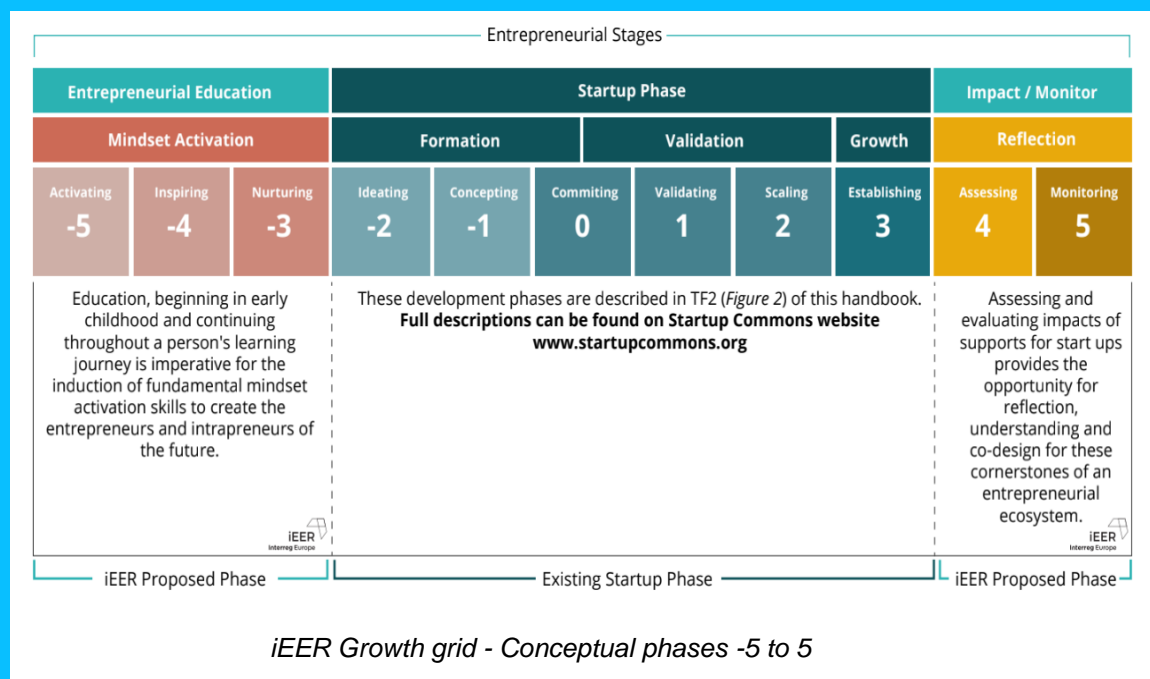 Entrepreneurial Stages
Entrepreneurial Education
Startup Phase
Impact / Monitor
Mindset Activation
Formation
Validation
Growth
Reflection
Activating
-5
Inspiring
-4
Nurturing
-3
Ideating
-2
Concepting
-1
Commiting
0
Validating
1
Scaling
2
Establishing
3
Assessing
4
Monitoring
5
Education, beginning in early
childhood and continuing
throughout a person's learning
journey is imperative for the
induction of fundamental mindset
activation skills to create the
entrepreneurs and intrapreneurs of
the future.
iEER
Interreg Europe
These development phases are described in TF2 (Figure 2) of this handbook.
Full descriptions can be found on Startup Commons website
www.startupcommons.org
Assessing and
evaluating impacts of
supports for start ups
provides the
opportunity for
reflection,
understanding and
co-design for these
cornerstones of an
entrepreneurial
ecosystem.
iEER
Interreg Europe
iEER Proposed Phase
Existing Startup Phase
iEER Proposed Phase
iEER Growth grid - Conceptual phases -5 to 5